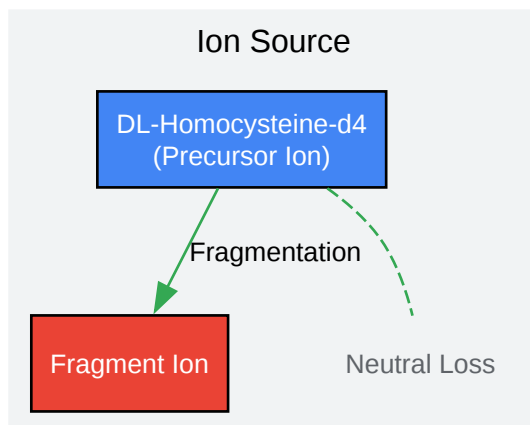 Ion Source
DL-Homocysteine-d4
(Precursor Ion)
Fragmentation
Fragment Ion
Neutral Loss